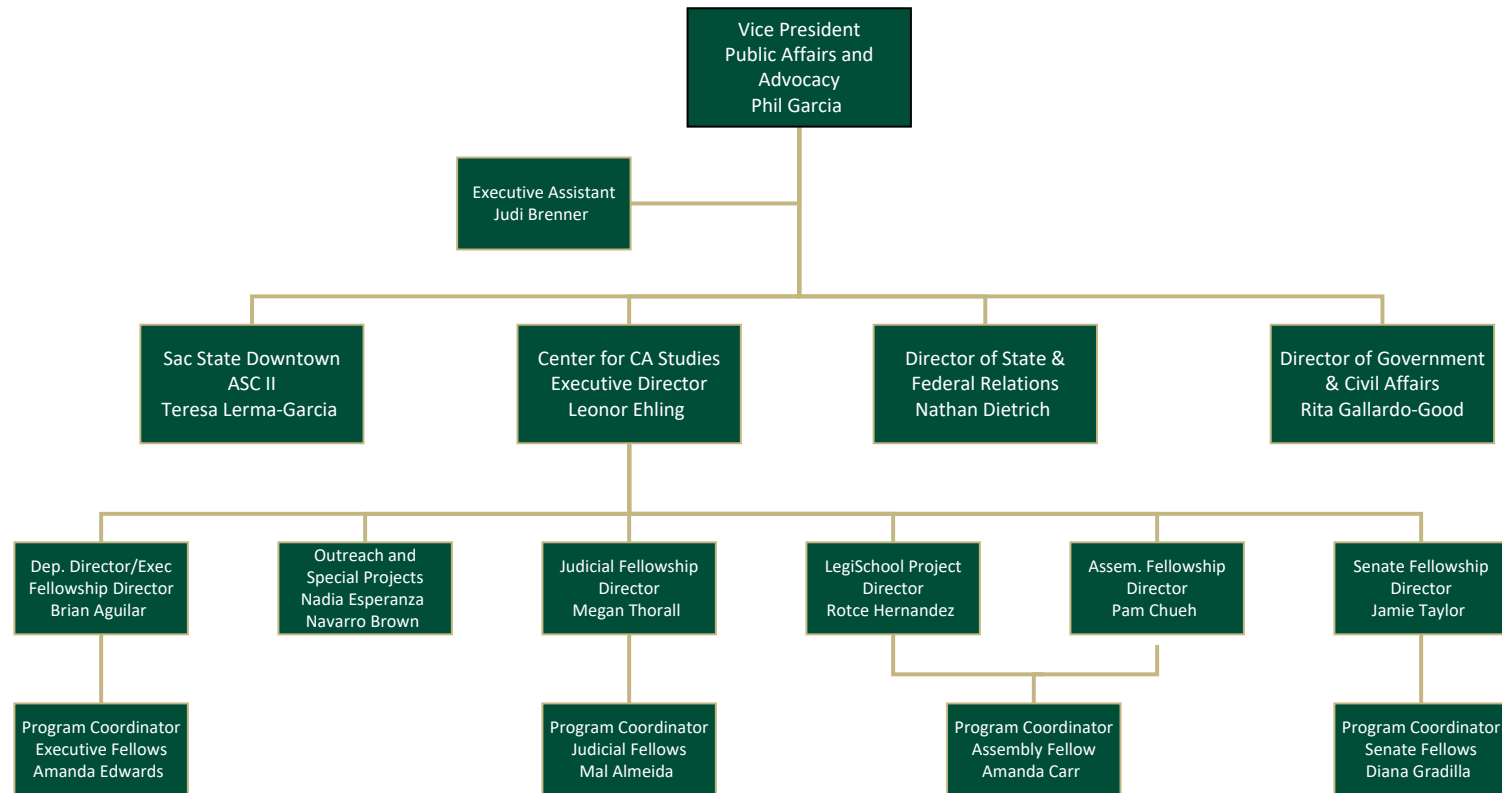 Vice President
Public Affairs and
Advocacy
Phil Garcia
Executive Assistant
Judi Brenner
Sac State Downtown
ASC II
Teresa Lerma-Garcia
Center for CA Studies
Executive Director
Leonor Ehling
Director of State &
Federal Relations
Nathan Dietrich
Director of Government
& Civil Affairs
Rita Gallardo-Good
Dep. Director/Exec
Fellowship Director
Brian Aguilar
Outreach and
Special Projects
Nadia Esperanza
Navarro Brown
Judicial Fellowship
Director
Megan Thorall
LegiSchool Project
Director
Rotce Hernandez
Assem. Fellowship
Director
Pam Chueh
Senate Fellowship
Director
Jamie Taylor
Program Coordinator
Executive Fellows
Amanda Edwards
Program Coordinator
Judicial Fellows
Mal Almeida
Program Coordinator
Assembly Fellow
Amanda Carr
Program Coordinator
Senate Fellows
Diana Gradilla